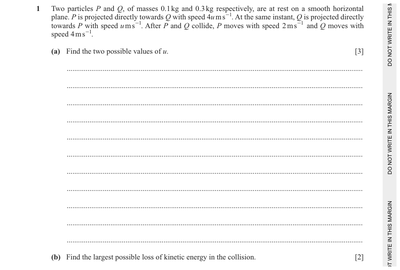 1 Two particles P and Q, of masses 0.1 kg and 0.3 kg respectively, are at rest on a smooth horizontal
plane. P is projected directly towards Q with speed 4u m s⁻¹. At the same instant, Q is projected directly
towards P with speed u m s⁻¹. After P and Q collide, P moves with speed 2 m s⁻¹ and Q moves with
speed 4 m s⁻¹.
(a) Find the two possible values of u. [3]
(b) Find the largest possible loss of kinetic energy in the collision. [2]
DO NOT WRITE IN THIS M
DO NOT WRITE IN THIS MARGIN
T WRITE IN THIS MARGIN